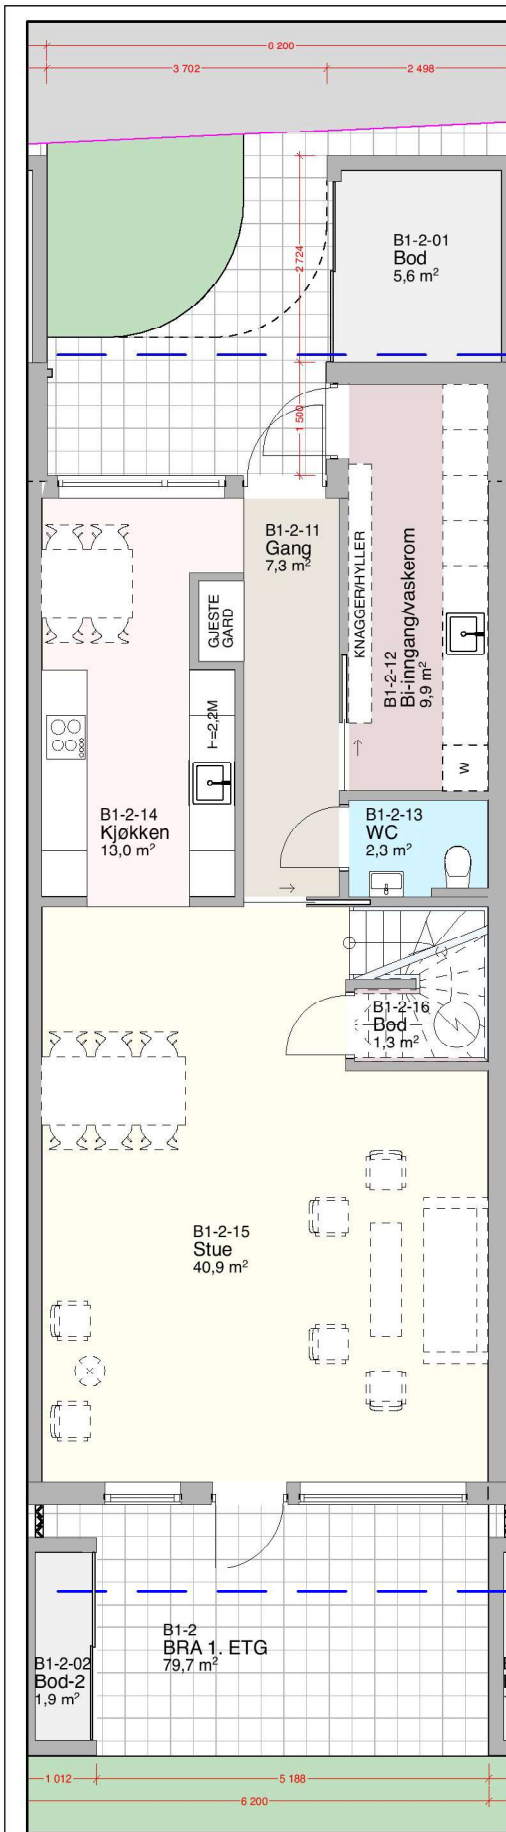 6 200
3 702
2 498
B1-2-01
Bod
5,6 m²
2 724
1 500
B1-2-11
Gang
7,3 m²
GJESTE
GARD
KNAGGER/HYLLER
B1-2-12
Bi-inngang/vaskerom
9,9 m²
H=2,2M
W
B1-2-14
Kjøkken
13,0 m²
B1-2-13
WC
2,3 m²
B1-2-16
Bod
1,3 m²
B1-2-15
Stue
40,9 m²
B1-2
BRA 1. ETG
79,7 m²
B1-2-02
Bod-2
1,9 m²
1 012
5 188
6 200